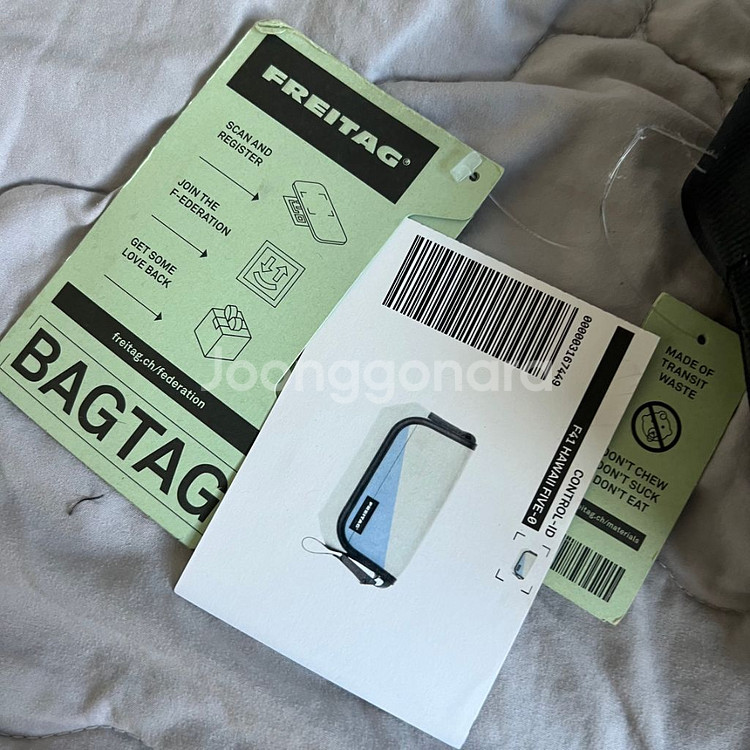 FREITAG®
SCAN AND
REGISTER
JOIN THE
F-EDERATION
GET SOME
LOVE BACK
freitag.ch/federation
BAGTAG
000003167449
F41 HAWAII FIVE-0
CONTROL-ID
FREITAG
MADE OF
TRANSIT
WASTE
DON'T CHEW
DON'T SUCK
DON'T EAT
itag.ch/materials
Joonggonara